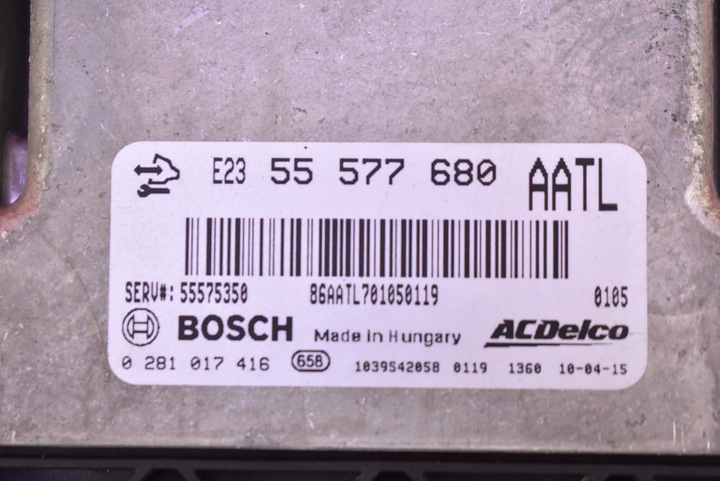 E23 55 577 680 AATL
SERV#: 55575350 86AATL701050119 0105
BOSCH Made in Hungary ACDelco
0 281 017 416 658 1039S42058 0119 1360 10-04-15